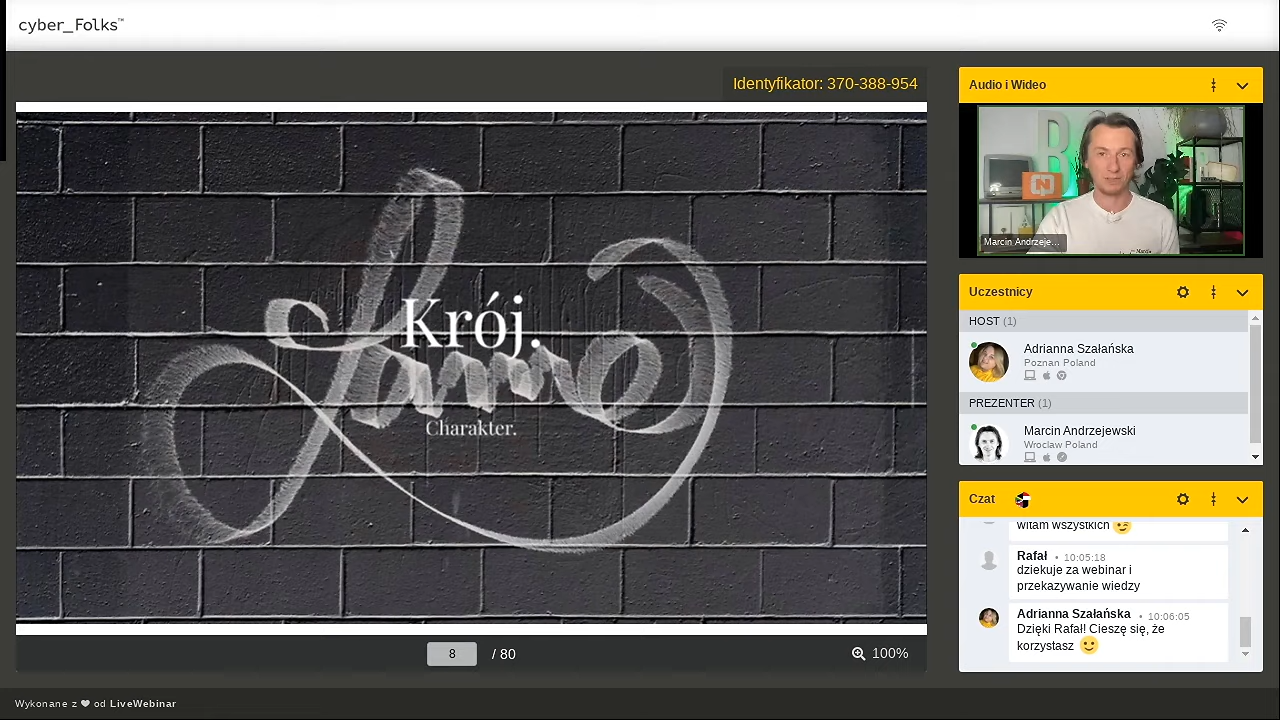 cyber_Folks™
Identyfikator: 370-388-954
Krój.
Charakter.
8 / 80
100%
Wykonane z ❤ od LiveWebinar
Audio i Wideo
Marcin Andrzeje...
Uczestnicy
HOST (1)
Adrianna Szałańska
Poznan Poland
PREZENTER (1)
Marcin Andrzejewski
Wroclaw Poland
Czat
witam wszystkich 😉
Rafał • 10:05:18
dziekuje za webinar i
przekazywanie wiedzy
Adrianna Szałańska • 10:06:05
Dzięki Rafał! Cieszę się, że
korzystasz 🙂